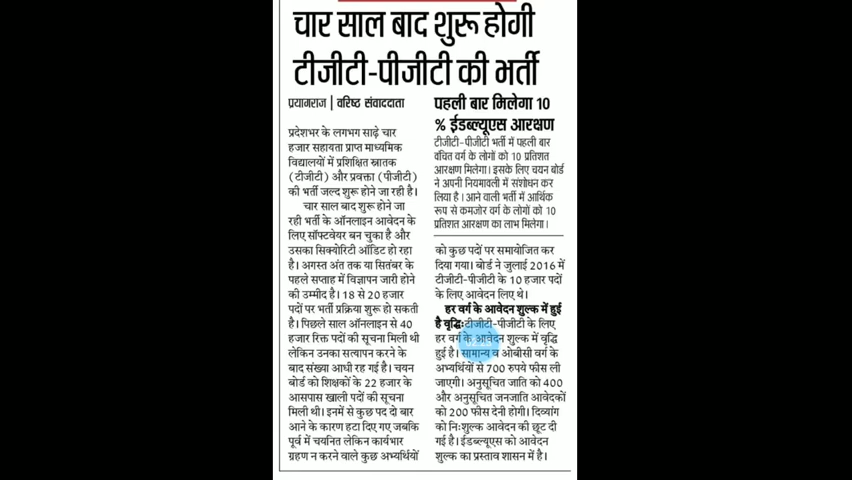 चार साल बाद शुरू होगी
टीजीटी-पीजीटी की भर्ती
प्रयागराज | वरिष्ठ संवाददाता
प्रदेशभर के लगभग साढ़े चार
हजार सहायता प्राप्त माध्यमिक
विद्यालयों में प्रशिक्षित स्नातक
(टीजीटी) और प्रवक्ता (पीजीटी)
की भर्ती जल्द शुरू होने जा रही है।
चार साल बाद शुरू होने जा
रही भर्ती के ऑनलाइन आवेदन के
लिए सॉफ्टवेयर बन चुका है और
उसका सिक्योरिटी ऑडिट हो रहा
है। अगस्त अंत तक या सितंबर के
पहले सप्ताह में विज्ञापन जारी होने
की उम्मीद है। 18 से 20 हजार
पदों पर भर्ती प्रक्रिया शुरू हो सकती
है। पिछले साल ऑनलाइन से 40
हजार रिक्त पदों की सूचना मिली थी
लेकिन उनका सत्यापन करने के
बाद संख्या आधी रह गई है। चयन
बोर्ड को शिक्षकों के 22 हजार के
आसपास खाली पदों की सूचना
मिली थी। इनमें से कुछ पद दो बार
आने के कारण हटा दिए गए जबकि
पूर्व में चयनित लेकिन कार्यभार
ग्रहण न करने वाले कुछ अभ्यर्थियों
पहली बार मिलेगा 10
% ईडब्ल्यूएस आरक्षण
टीजीटी-पीजीटी भर्ती में पहली बार
वंचित वर्ग के लोगों को 10 प्रतिशत
आरक्षण मिलेगा। इसके लिए चयन बोर्ड
ने अपनी नियमावली में संशोधन कर
लिया है। आने वाली भर्ती में आर्थिक
रूप से कमजोर वर्ग के लोगों को 10
प्रतिशत आरक्षण का लाभ मिलेगा।
को कुछ पदों पर समायोजित कर
दिया गया। बोर्ड ने जुलाई 2016 में
टीजीटी-पीजीटी के 10 हजार पदों
के लिए आवेदन लिए थे।
हर वर्ग के आवेदन शुल्क में हुई
है वृद्धि:टीजीटी-पीजीटी के लिए
हर वर्ग के आवेदन शुल्क में वृद्धि
हुई है। सामान्य व ओबीसी वर्ग के
अभ्यर्थियों से 700 रुपये फीस ली
जाएगी। अनुसूचित जाति को 400
और अनुसूचित जनजाति आवेदकों
को 200 फीस देनी होगी। दिव्यांग
को निःशुल्क आवेदन की छूट दी
गई है। ईडब्ल्यूएस को आवेदन
शुल्क का प्रस्ताव शासन में है।